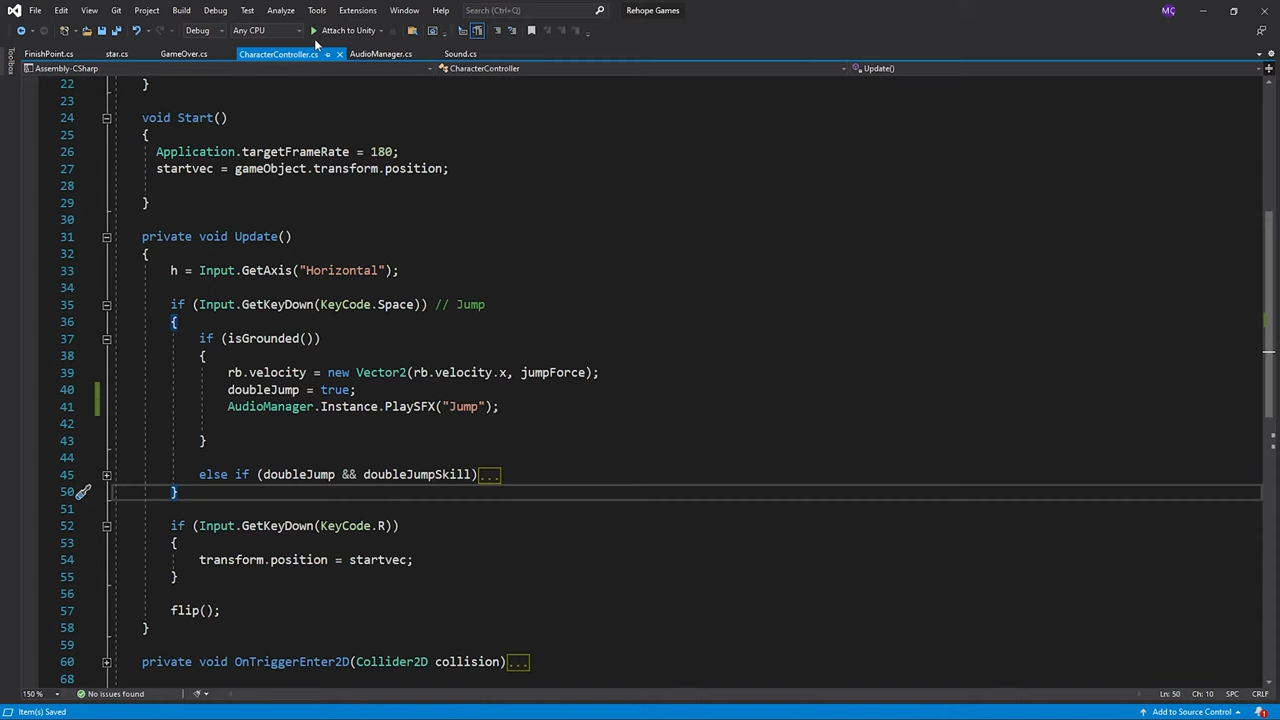 File Edit View Git Project Build Debug Test Analyze Tools Extensions Window Help Search (Ctrl+Q) Rehope Games MC
Debug Any CPU Attach to Unity
FinishPoint.cs star.cs GameOver.cs CharacterController.cs AudioManager.cs Sound.cs
Toolbox
Assembly-CSharp CharacterController Update()
22 }
23
24 void Start()
25 {
26 Application.targetFrameRate = 180;
27 startvec = gameObject.transform.position;
28
29 }
30
31 private void Update()
32 {
33 h = Input.GetAxis("Horizontal");
34
35 if (Input.GetKeyDown(KeyCode.Space)) // Jump
36 {
37 if (isGrounded())
38 {
39 rb.velocity = new Vector2(rb.velocity.x, jumpForce);
40 doubleJump = true;
41 AudioManager.Instance.PlaySFX("Jump");
42
43 }
44
45 else if (doubleJump && doubleJumpSkill)...
50 }
51
52 if (Input.GetKeyDown(KeyCode.R))
53 {
54 transform.position = startvec;
55 }
56
57 flip();
58 }
59
60 private void OnTriggerEnter2D(Collider2D collision)...
68
150 % No issues found Ln: 50 Ch: 10 SPC CRLF
Item(s) Saved Add to Source Control 1